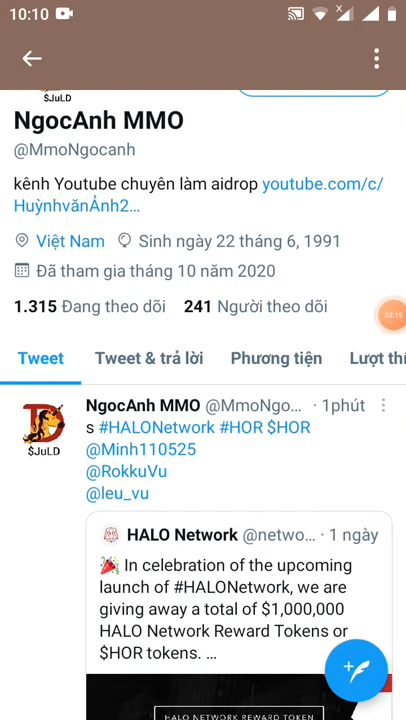 10:10
$JuLD
NgocAnh MMO
@MmoNgocanh
kênh Youtube chuyên làm aidrop youtube.com/c/
HuỳnhvănẢnh2…
Việt Nam Sinh ngày 22 tháng 6, 1991
Đã tham gia tháng 10 năm 2020
1.315 Đang theo dõi 241 Người theo dõi
03:19
Tweet Tweet & trả lời Phương tiện Lượt thí
NgocAnh MMO @MmoNgo… · 1phút
$JuLD
s #HALONetwork #HOR $HOR
@Minh110525
@RokkuVu
@leu_vu
HALO Network @netwo… · 1 ngày
In celebration of the upcoming
launch of #HALONetwork, we are
giving away a total of $1,000,000
HALO Network Reward Tokens or
$HOR tokens. …
HALO NETWORK REWARD TOKEN